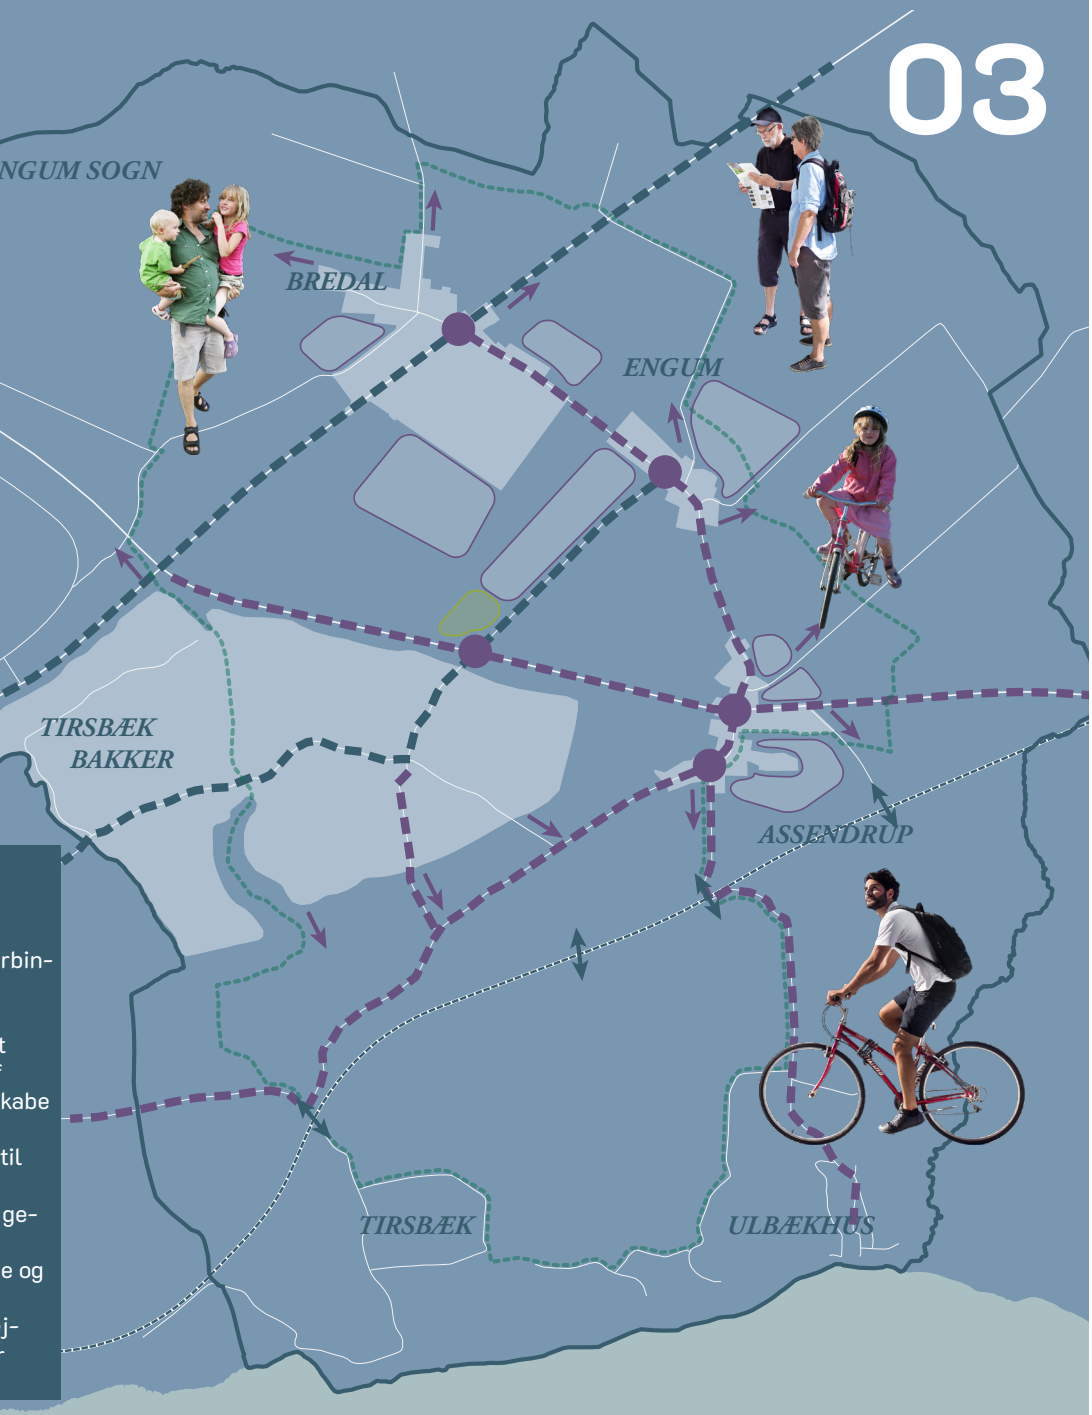 03
NGUM SOGN
BREDAL
ENGUM
TIRSBÆK
BAKKER
ASSENDRUP
rbin-
t
kabe
til
ge-
e og
j-
r
TIRSBÆK
ULBÆKHUS